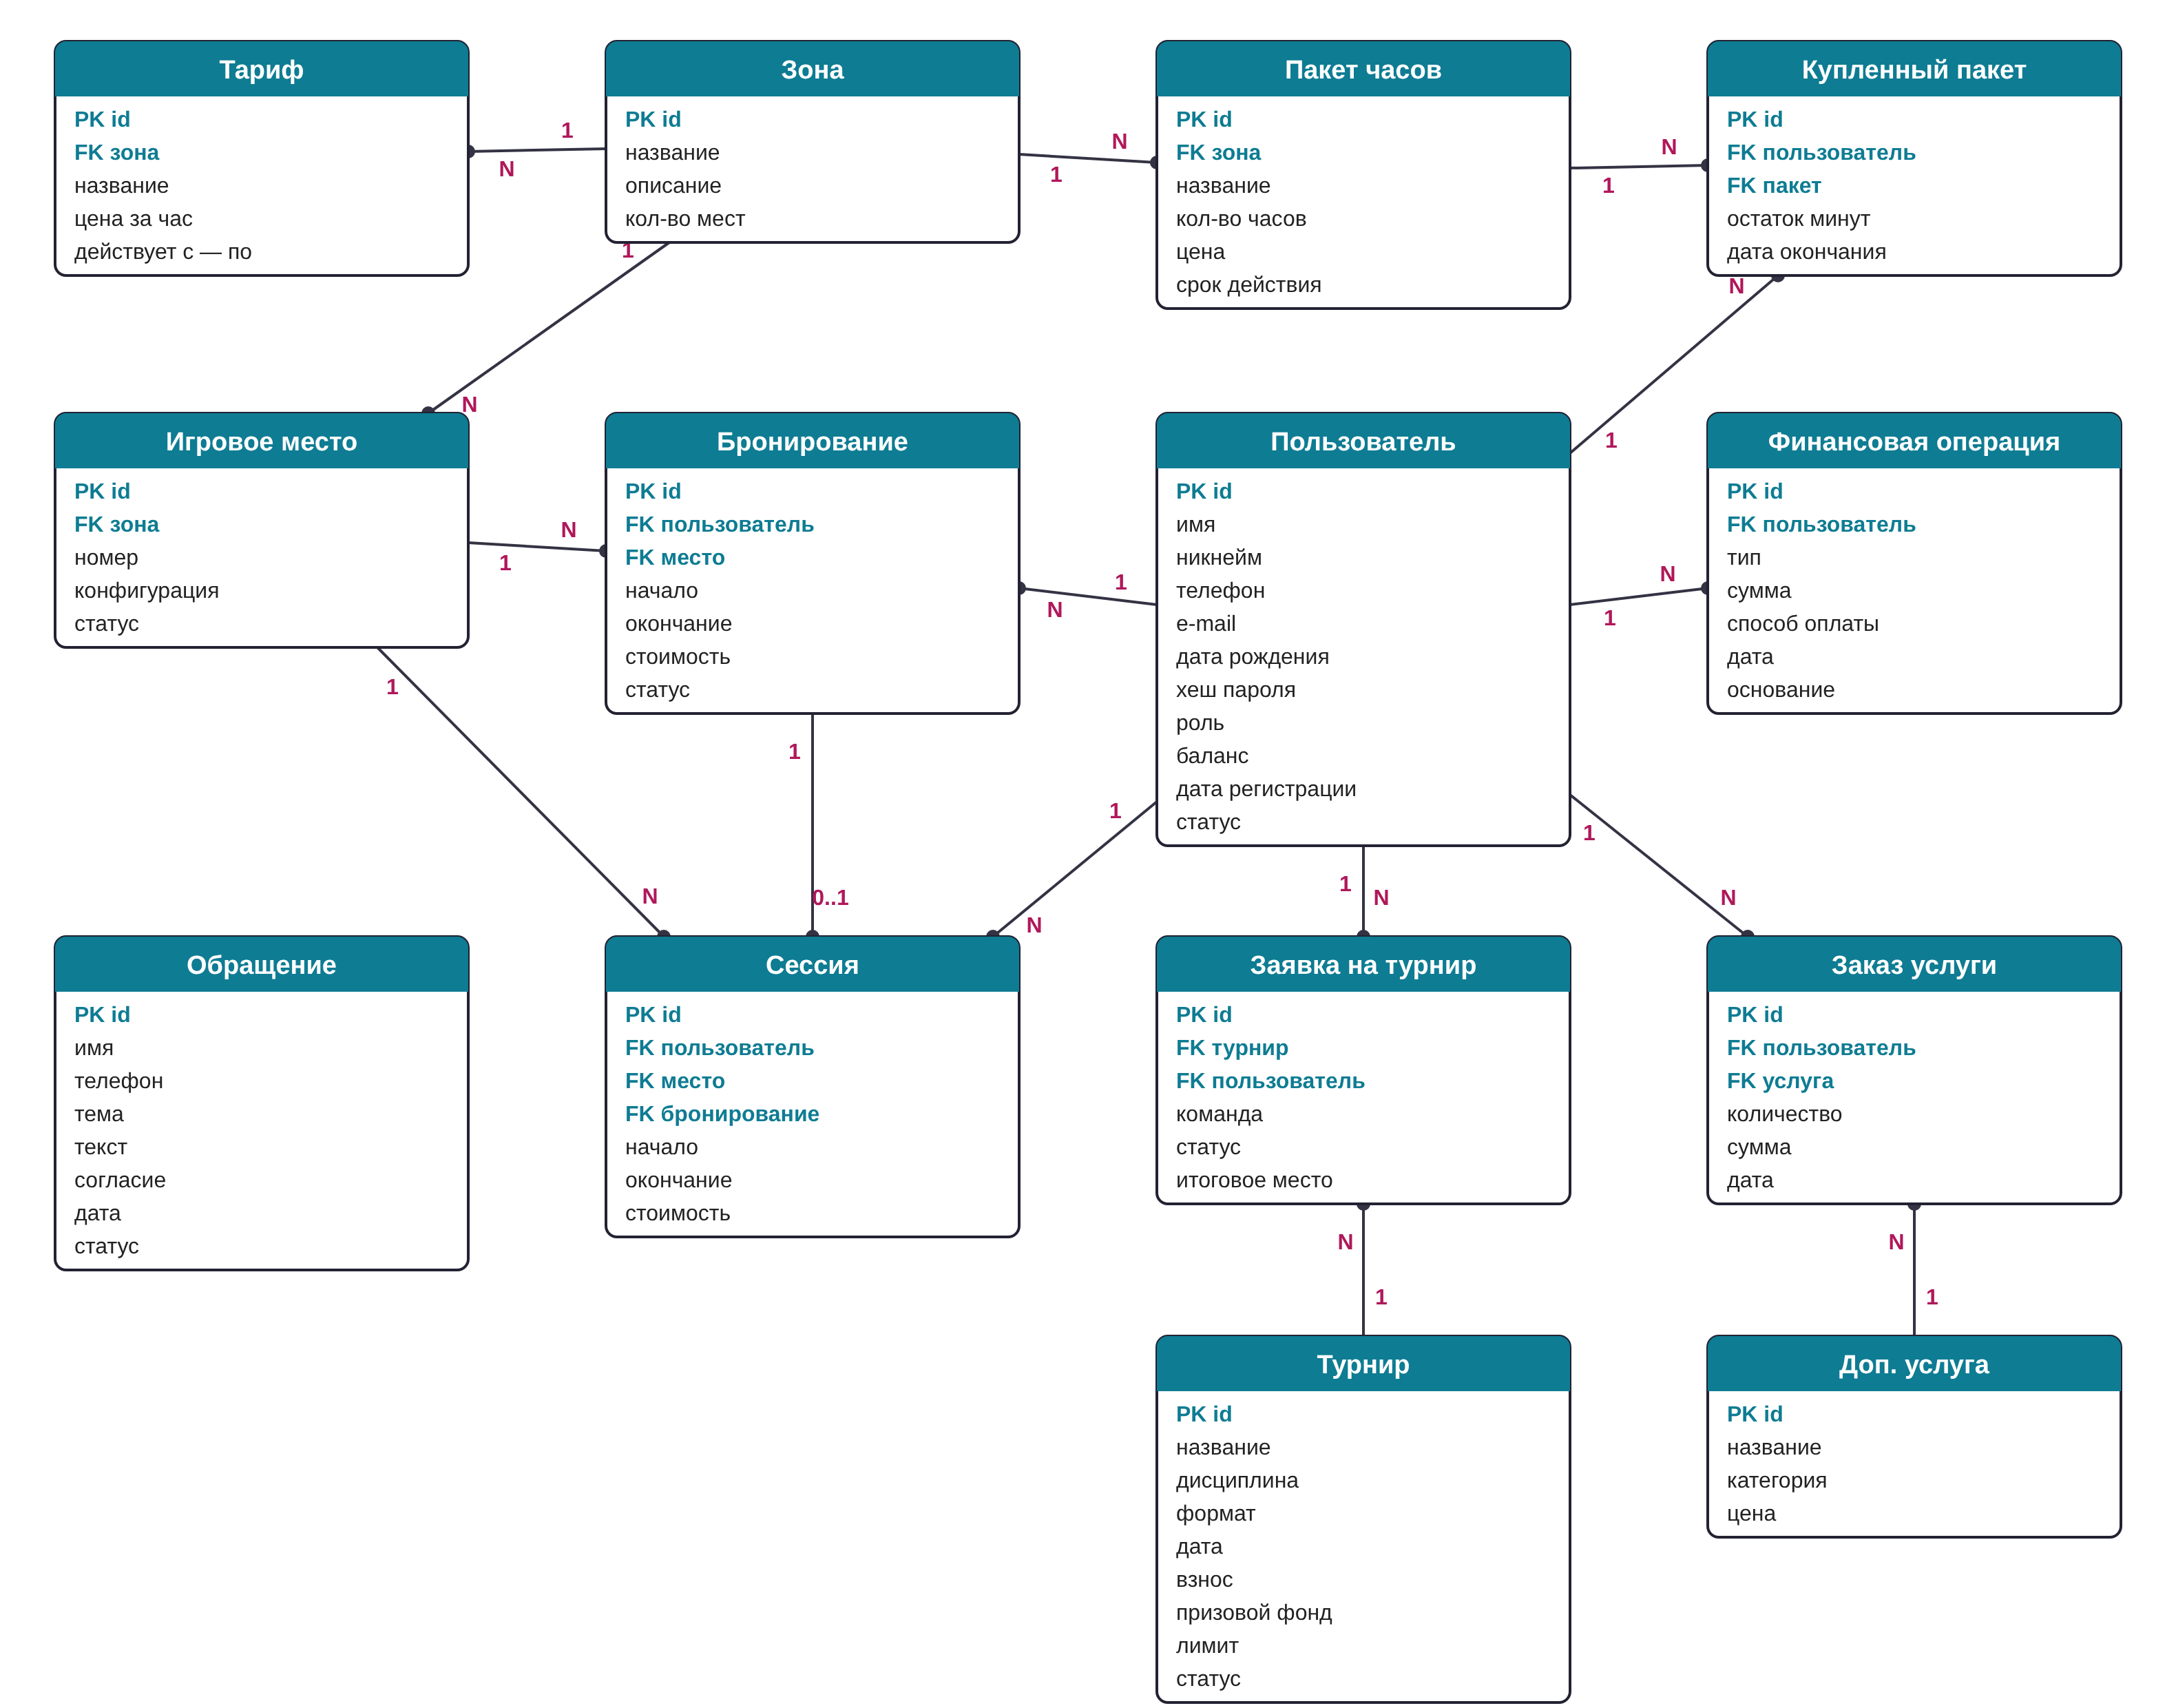 Тариф
PK id
FK зона
название
цена за час
действует с — по
1
N
Зона
PK id
название
описание
кол-во мест
N
1
Пакет часов
PK id
FK зона
название
кол-во часов
цена
срок действия
N
1
Купленный пакет
PK id
FK пользователь
FK пакет
остаток минут
дата окончания
1
N
N
1
Игровое место
PK id
FK зона
номер
конфигурация
статус
N
1
Бронирование
PK id
FK пользователь
FK место
начало
окончание
стоимость
статус
1
N
Пользователь
PK id
имя
никнейм
телефон
e-mail
дата рождения
хеш пароля
роль
баланс
дата регистрации
статус
N
1
Финансовая операция
PK id
FK пользователь
тип
сумма
способ оплаты
дата
основание
1
N
1
0..1
1
N
1
N
1
N
Обращение
PK id
имя
телефон
тема
текст
согласие
дата
статус
Сессия
PK id
FK пользователь
FK место
FK бронирование
начало
окончание
стоимость
Заявка на турнир
PK id
FK турнир
FK пользователь
команда
статус
итоговое место
Заказ услуги
PK id
FK пользователь
FK услуга
количество
сумма
дата
N
1
N
1
Турнир
PK id
название
дисциплина
формат
дата
взнос
призовой фонд
лимит
статус
Доп. услуга
PK id
название
категория
цена